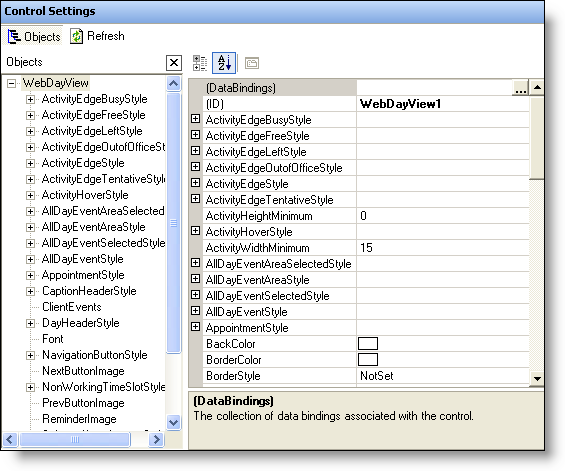 Control Settings
Objects Refresh
Objects
WebDayView
ActivityEdgeBusyStyle
ActivityEdgeFreeStyle
ActivityEdgeLeftStyle
ActivityEdgeOutofOfficeSt
ActivityEdgeStyle
ActivityEdgeTentativeStyl
ActivityHoverStyle
AllDayEventAreaSelected
AllDayEventAreaStyle
AllDayEventSelectedStyle
AllDayEventStyle
AppointmentStyle
CaptionHeaderStyle
ClientEvents
DayHeaderStyle
Font
NavigationButtonStyle
NextButtonImage
NonWorkingTimeSlotStyle
PrevButtonImage
ReminderImage
(DataBindings)
(ID) WebDayView1
ActivityEdgeBusyStyle
ActivityEdgeFreeStyle
ActivityEdgeLeftStyle
ActivityEdgeOutofOfficeStyle
ActivityEdgeStyle
ActivityEdgeTentativeStyle
ActivityHeightMinimum 0
ActivityHoverStyle
ActivityWidthMinimum 15
AllDayEventAreaSelectedStyle
AllDayEventAreaStyle
AllDayEventSelectedStyle
AllDayEventStyle
AppointmentStyle
BackColor
BorderColor
BorderStyle NotSet
(DataBindings)
The collection of data bindings associated with the control.